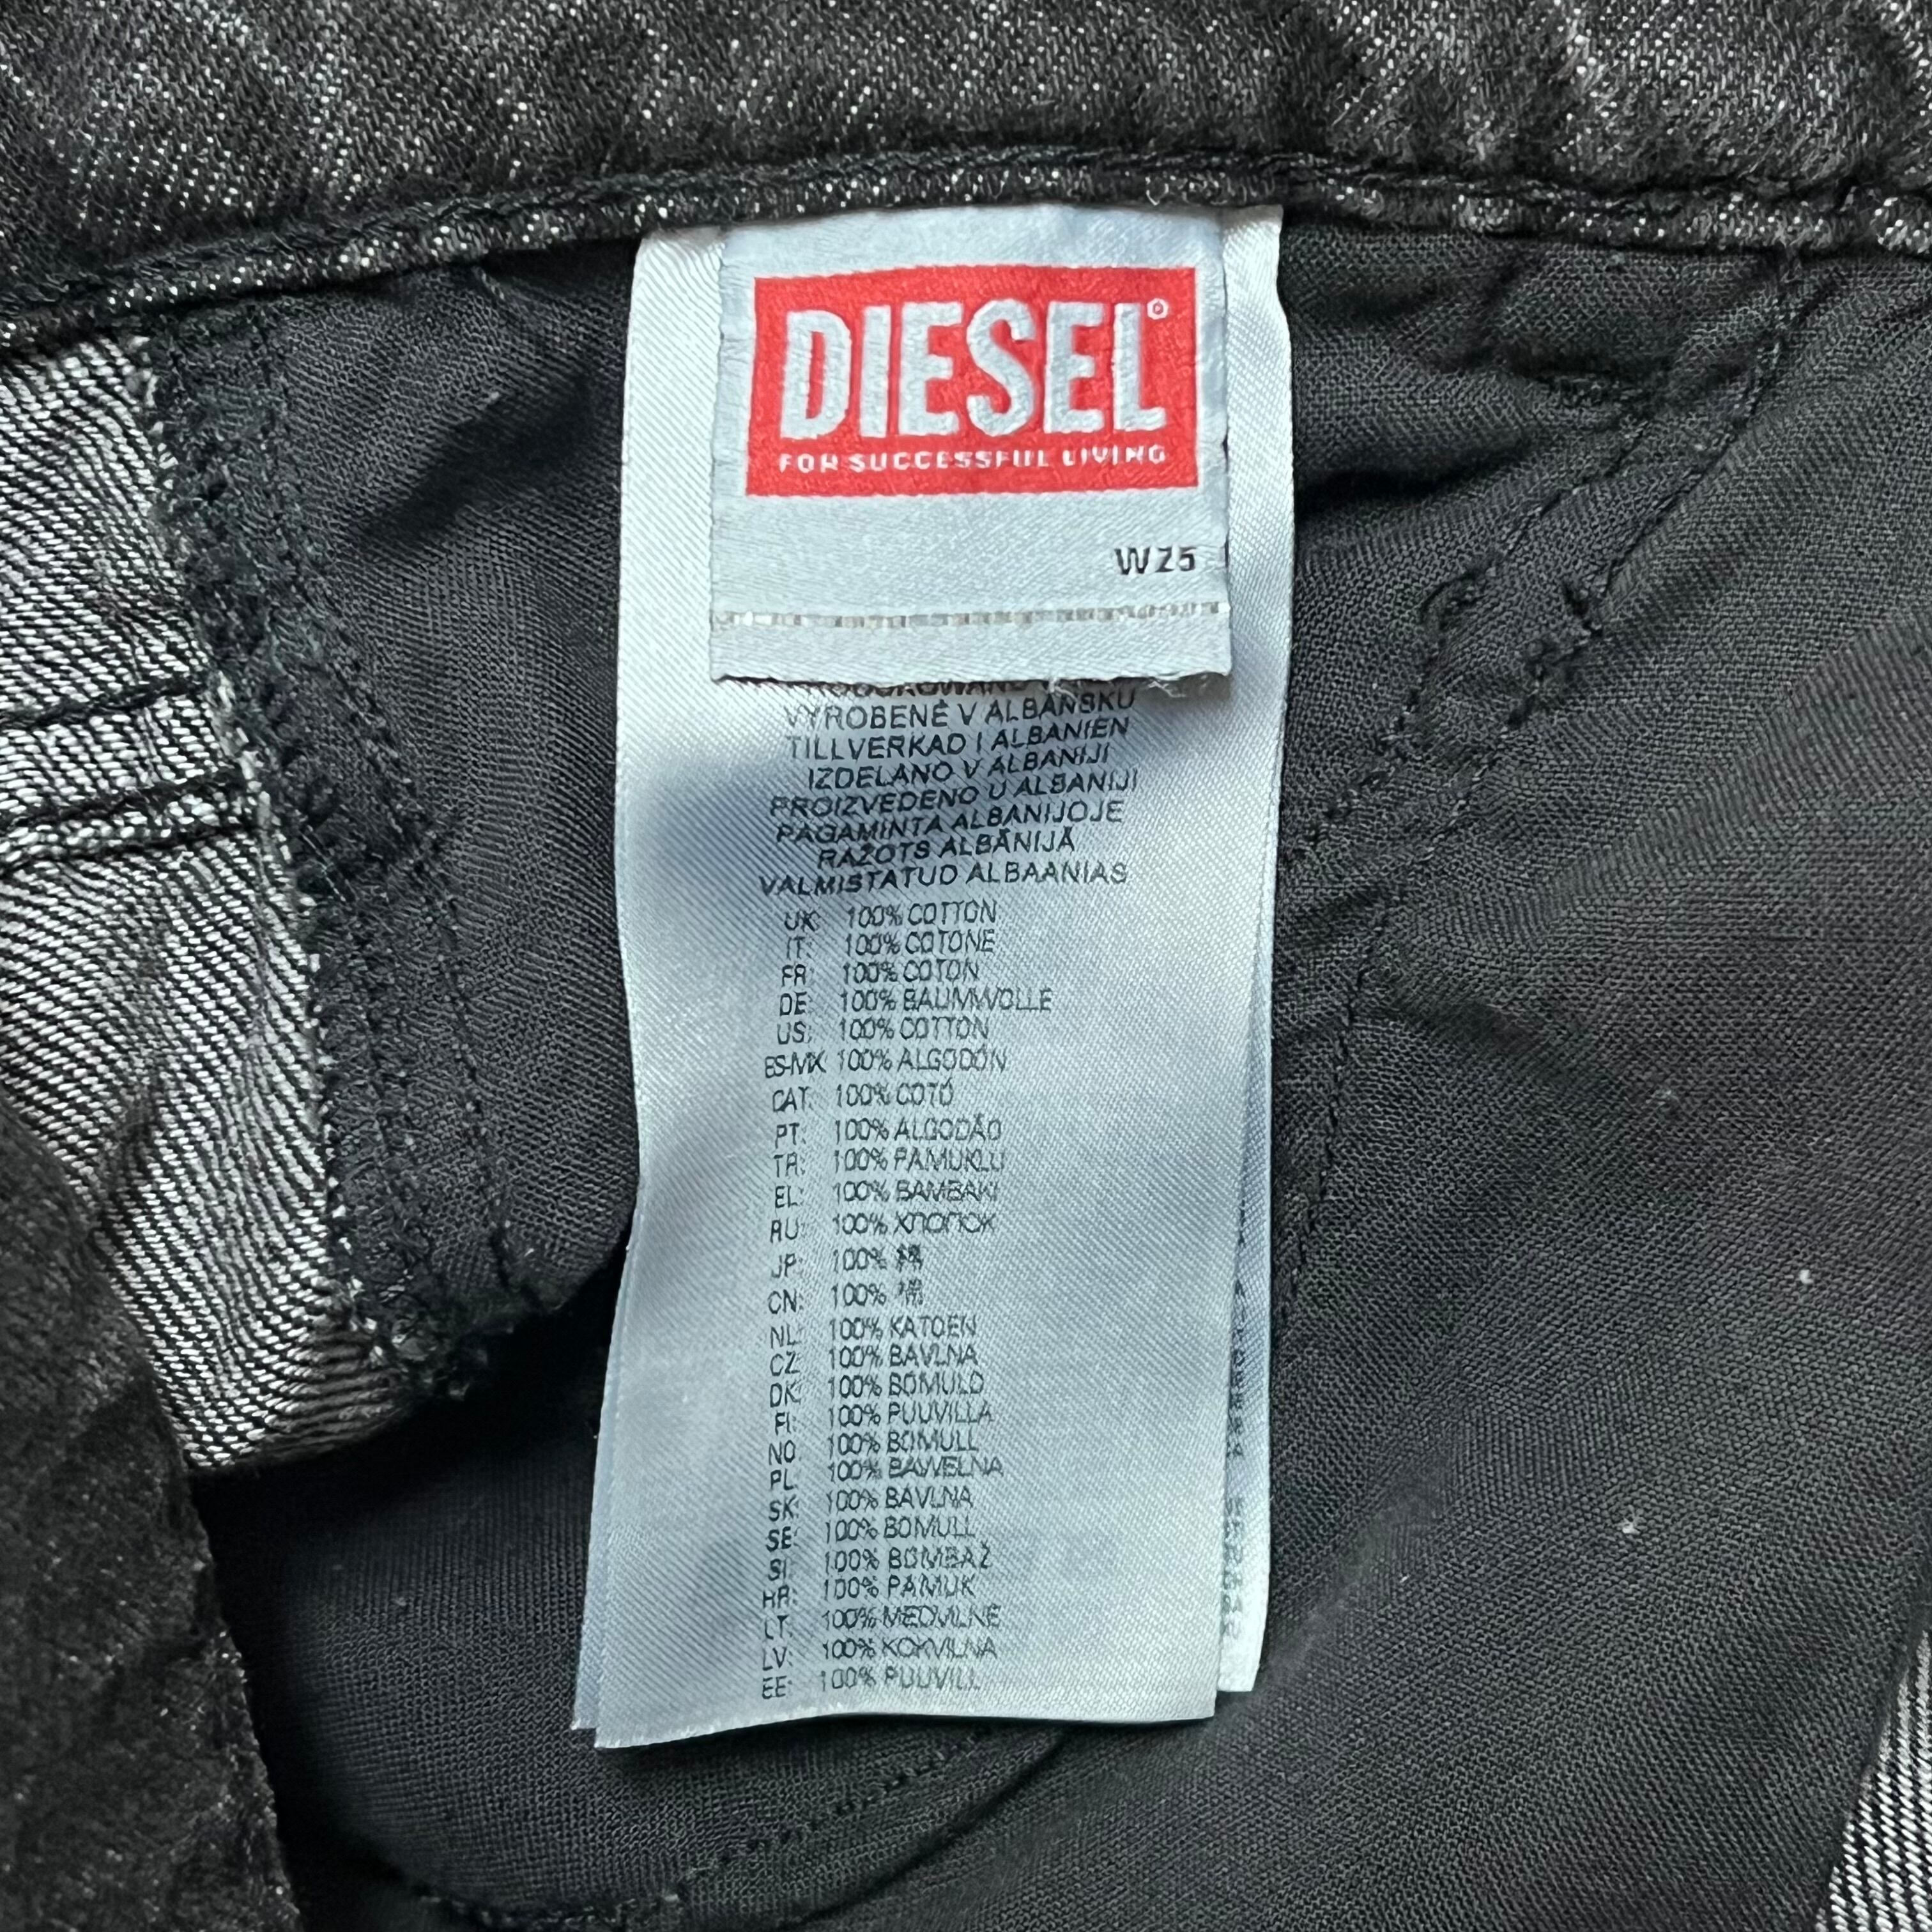 DIESEL
FOR SUCCESSFUL LIVING
W25
VYROBENÉ V ALBÁNSKU
TILLVERKAD I ALBANIEN
IZDELANO V ALBANIJI
PROIZVEDENO U ALBANIJI
PAGAMINTA ALBANIJOJE
RAŽOTS ALBĀNIJĀ
VALMISTATUD ALBAANIAS
UK: 100% COTTON
IT: 100% COTONE
FR: 100% COTON
DE: 100% BAUMWOLLE
US: 100% COTTON
ES-MX: 100% ALGODÓN
CAT: 100% COTÓ
PT: 100% ALGODÃO
TR: 100% PAMUKLU
EL: 100% BAMBAKI
RU: 100% ХЛОПОК
JP: 100% 綿
CN: 100% 棉
NL: 100% KATOEN
CZ: 100% BAVLNA
DK: 100% BOMULD
FI: 100% PUUVILLA
NO: 100% BOMULL
PL: 100% BAWEŁNA
SK: 100% BAVLNA
SE: 100% BOMULL
SI: 100% BOMBAŽ
HR: 100% PAMUK
LT: 100% MEDVILNĖ
LV: 100% KOKVILNA
EE: 100% PUUVILL